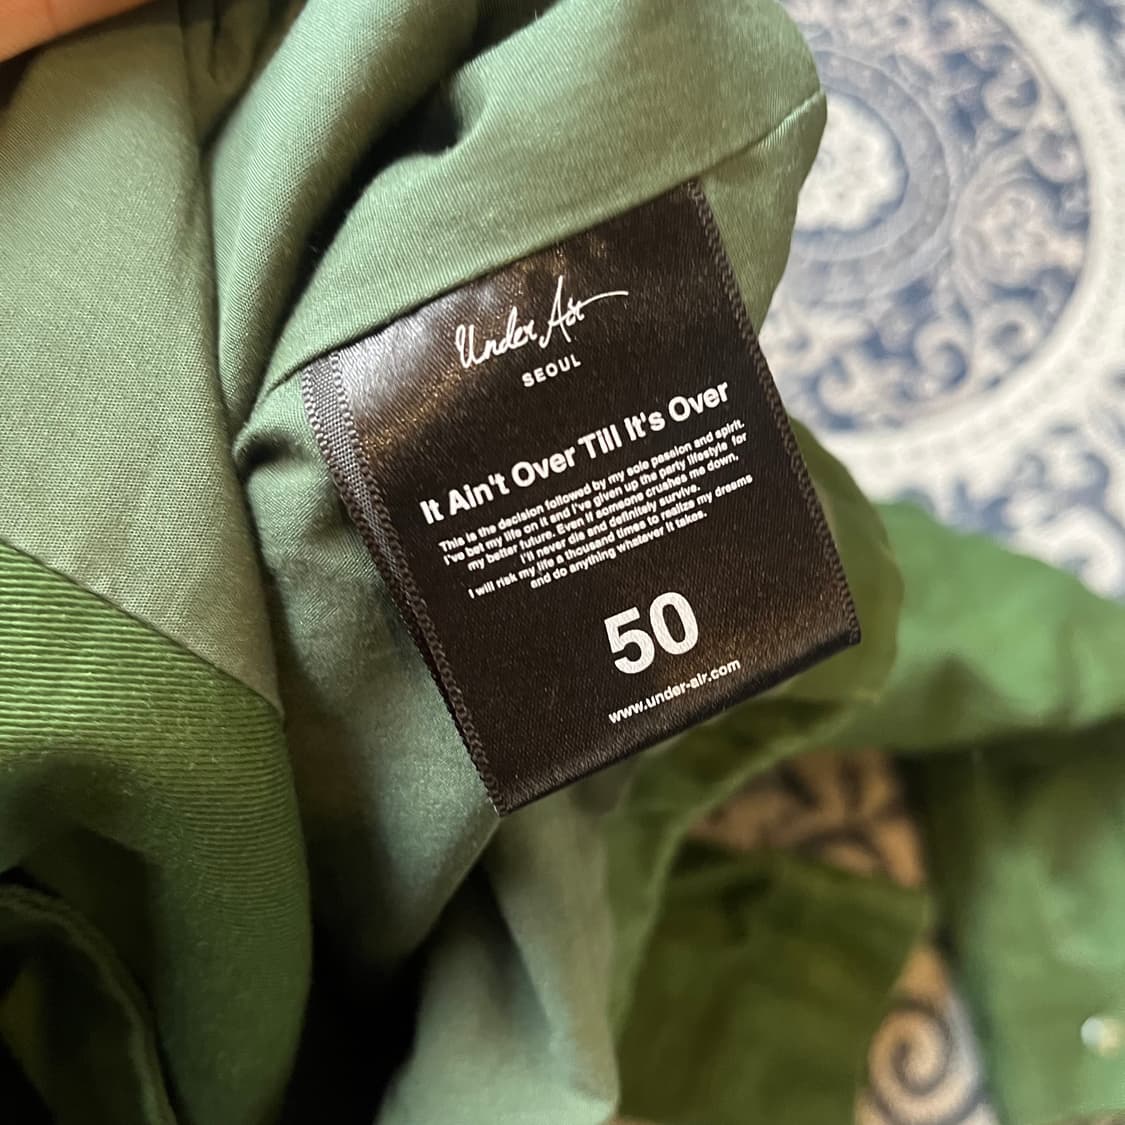 Under Air
SEOUL
It Ain't Over Till It's Over
This is the decision followed by my sole passion and spirit.
I've bet my life on it and I've given up the party lifestyle for
my better future. Even if someone crushes me down,
I'll never die and definitely survive.
I will risk my life a thousand times to realize my dreams
and do anything whatever it takes.
50
www.under-air.com